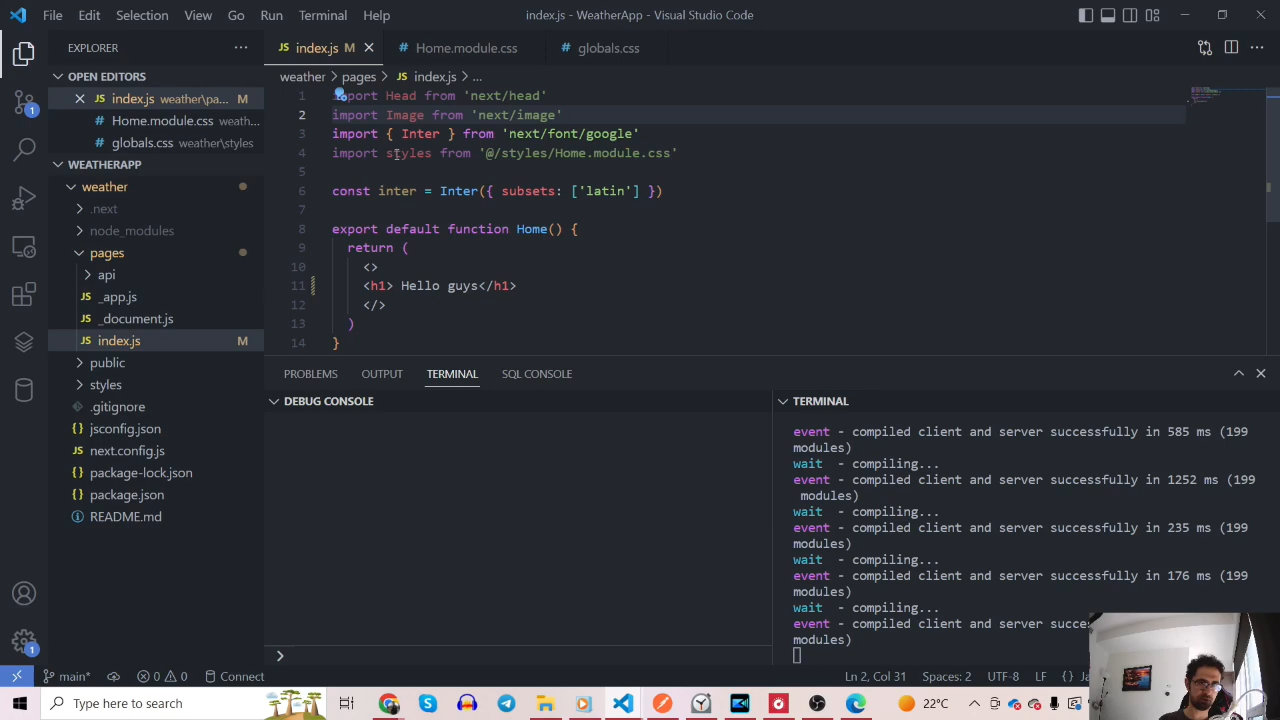 File Edit Selection View Go Run Terminal Help
index.js - WeatherApp - Visual Studio Code
EXPLORER
index.js M
Home.module.css
globals.css
OPEN EDITORS
index.js weather\pa... M
Home.module.css weath...
globals.css weather\styles
WEATHERAPP
weather
.next
node_modules
pages
api
_app.js
_document.js
index.js M
public
styles
.gitignore
jsconfig.json
next.config.js
package-lock.json
package.json
README.md
weather > pages > JS index.js > ...
1 import Head from 'next/head'
2 import Image from 'next/image'
3 import { Inter } from 'next/font/google'
4 import styles from '@/styles/Home.module.css'
5
6 const inter = Inter({ subsets: ['latin'] })
7
8 export default function Home() {
9 return (
10 <>
11 <h1> Hello guys</h1>
12 </>
13 )
14 }
PROBLEMS OUTPUT TERMINAL SQL CONSOLE
DEBUG CONSOLE
TERMINAL
event - compiled client and server successfully in 585 ms (199
modules)
wait - compiling...
event - compiled client and server successfully in 1252 ms (199
modules)
wait - compiling...
event - compiled client and server successfully in 235 ms (199
modules)
wait - compiling...
event - compiled client and server successfully in 176 ms (199
modules)
wait - compiling...
event - compiled client and server succes
modules)
main* 0 0 Connect
Ln 2, Col 31 Spaces: 2 UTF-8 LF {} Ja
Type here to search
22°C